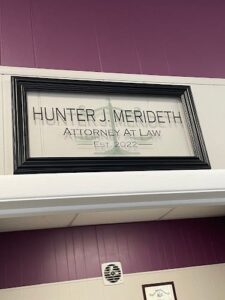 HUNTER J. MERIDETH
ATTORNEY AT LAW
EST. 2022